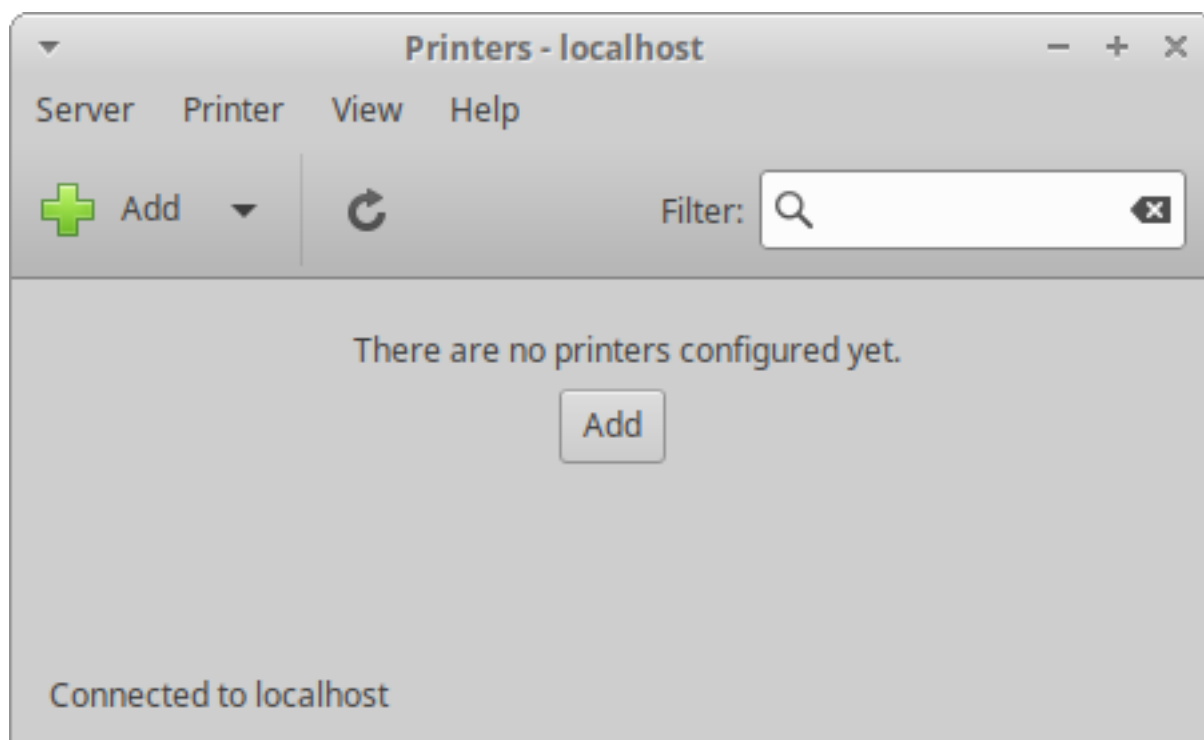 Printers - localhost
Server Printer View Help
Add Filter:
There are no printers configured yet.
Add
Connected to localhost